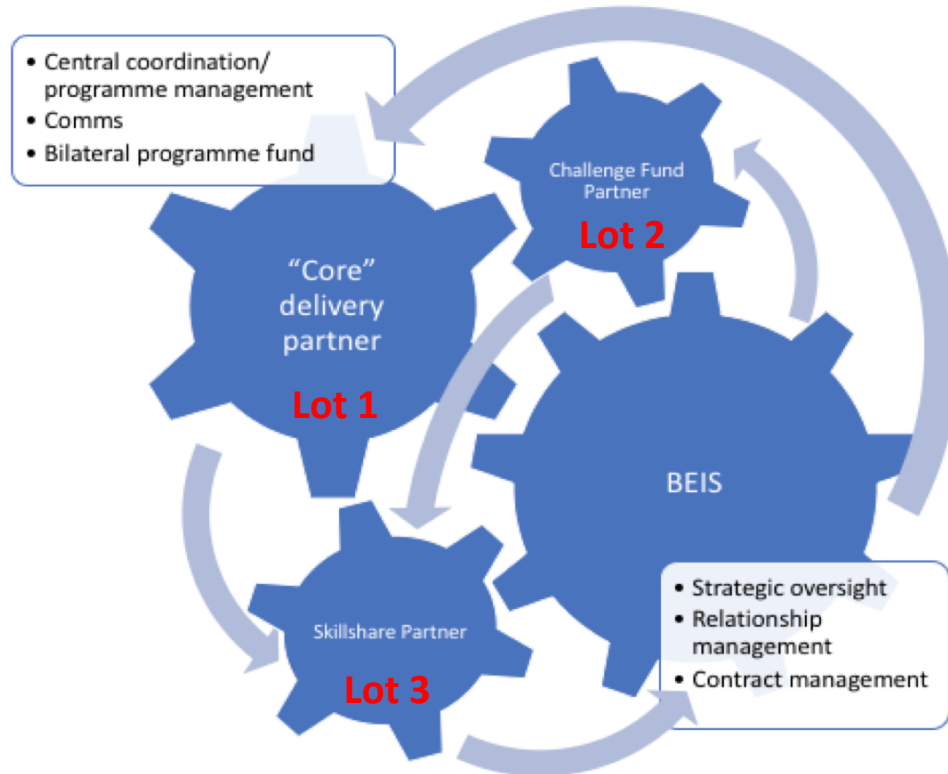 • Central coordination/
programme management
• Comms
• Bilateral programme fund
Challenge Fund
Partner
Lot 2
“Core”
delivery
partner
Lot 1
BEIS
• Strategic oversight
• Relationship
management
• Contract management
Skillshare Partner
Lot 3